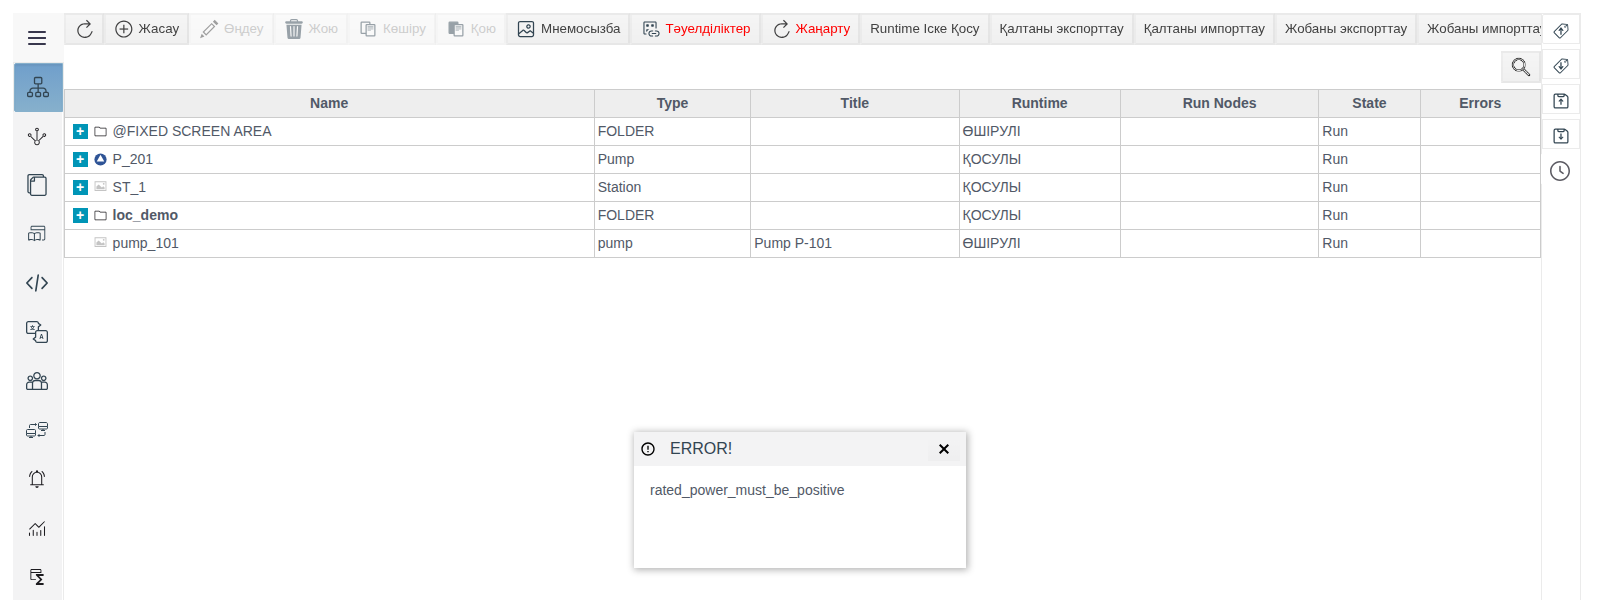 Жасау Өңдеу Жою Көшіру Қою Мнемосызба Тәуелділіктер Жаңарту Runtime Іске Қосу Қалтаны экспорттау Қалтаны импорттау Жобаны экспорттау Жобаны импорттау
Name Type Title Runtime Run Nodes State Errors
@FIXED SCREEN AREA FOLDER ӨШІРУЛІ Run
P_201 Pump ҚОСУЛЫ Run
ST_1 Station ҚОСУЛЫ Run
loc_demo FOLDER ҚОСУЛЫ Run
pump_101 pump Pump P-101 ӨШІРУЛІ Run
ERROR!
rated_power_must_be_positive